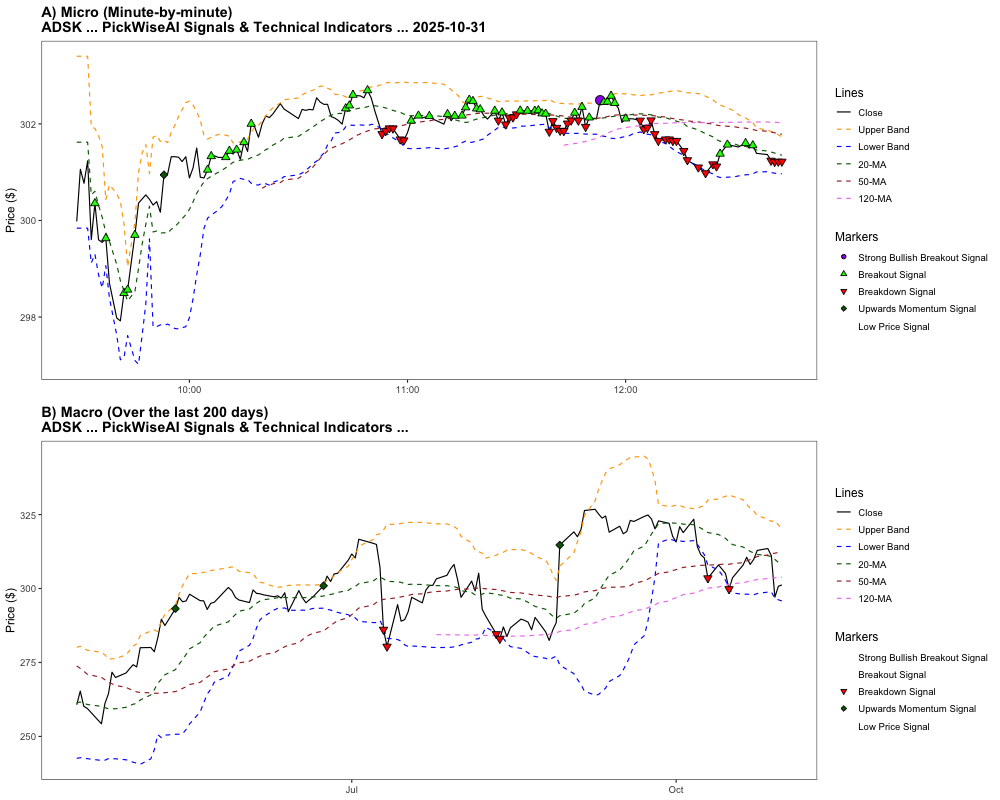 A) Micro (Minute-by-minute)
ADSK ... PickWiseAI Signals & Technical Indicators ... 2025-10-31
Price ($)
302
300
298
10:00
11:00
12:00
Lines
Close
Upper Band
Lower Band
20-MA
50-MA
120-MA
Markers
Strong Bullish Breakout Signal
Breakout Signal
Breakdown Signal
Upwards Momentum Signal
Low Price Signal
B) Macro (Over the last 200 days)
ADSK ... PickWiseAI Signals & Technical Indicators ...
Price ($)
325
300
275
250
Jul
Oct
Lines
Close
Upper Band
Lower Band
20-MA
50-MA
120-MA
Markers
Strong Bullish Breakout Signal
Breakout Signal
Breakdown Signal
Upwards Momentum Signal
Low Price Signal